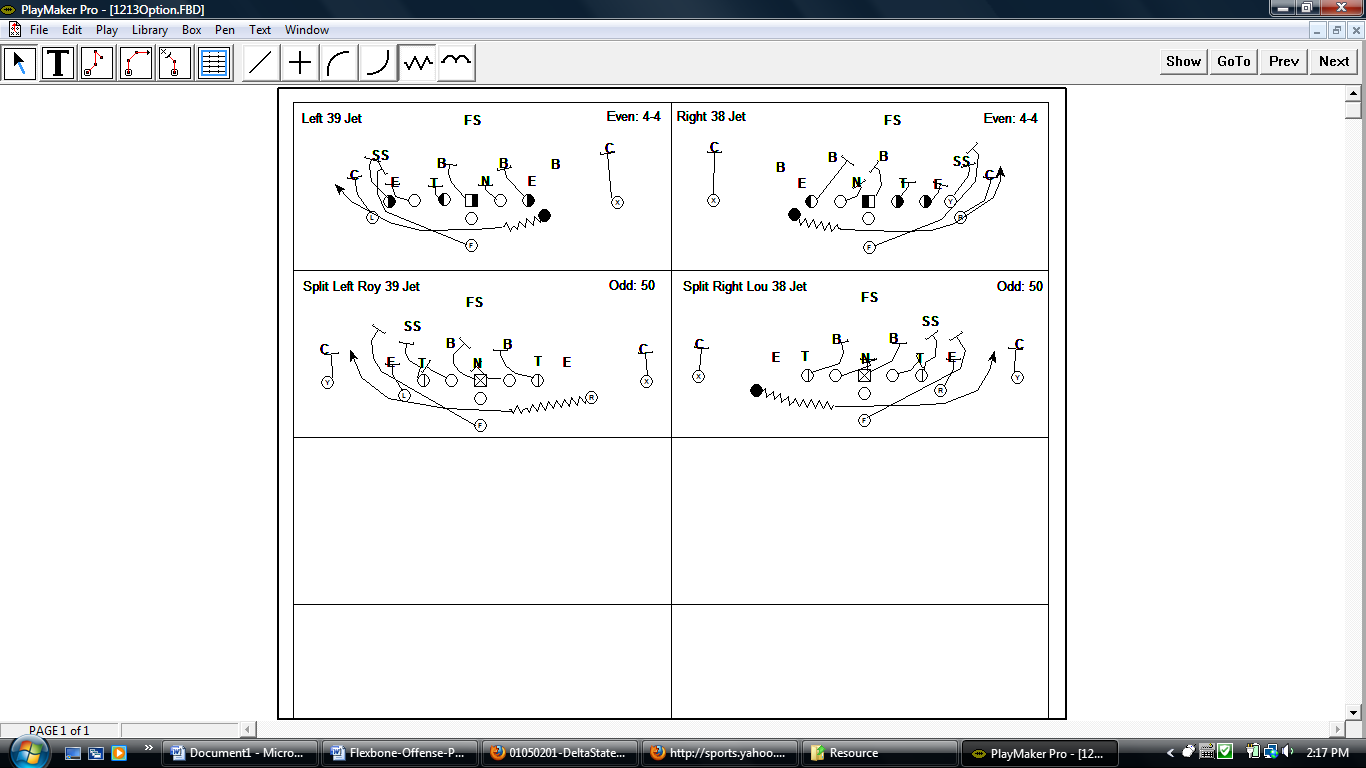 PlayMaker Pro - [1213Option.FBD]
File Edit Play Library Box Pen Text Window
T
Show GoTo Prev Next
Left 39 Jet FS Even: 4-4
SS B B B C
C E T N E
L X
F
Right 38 Jet FS Even: 4-4
C B B B SS
E N T E C
X Y R
F
Split Left Roy 39 Jet FS Odd: 50
C SS B B C
E T N T E
Y L R X
F
Split Right Lou 38 Jet FS Odd: 50
C B B SS C
E T N T E
X R Y
F
PAGE 1 of 1
Document1 - Micro... Flexbone-Offense-P... 01050201-DeltaState... http://sports.yahoo.... Resource PlayMaker Pro - [12... 2:17 PM